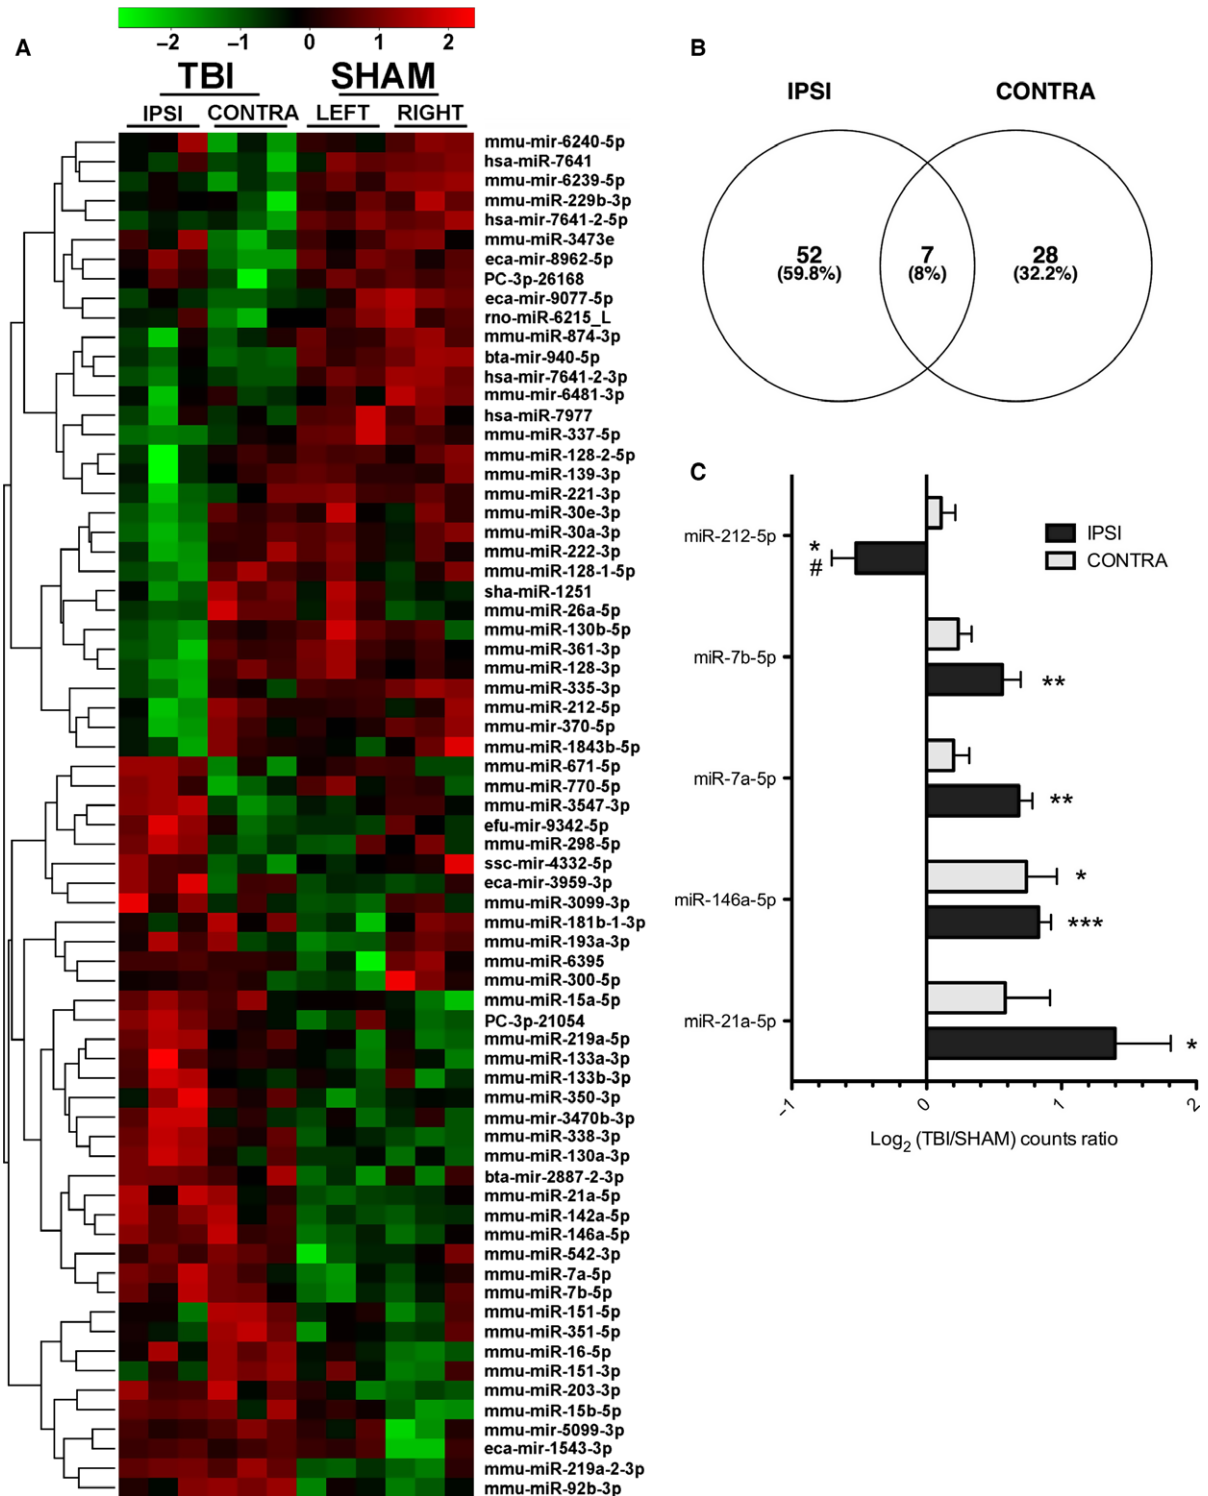 A
−2 −1 0 1 2
TBI SHAM
IPSI CONTRA LEFT RIGHT
mmu-mir-6240-5p
hsa-miR-7641
mmu-mir-6239-5p
mmu-miR-229b-3p
hsa-mir-7641-2-5p
mmu-miR-3473e
eca-mir-8962-5p
PC-3p-26168
eca-mir-9077-5p
rno-miR-6215_L
mmu-miR-874-3p
bta-mir-940-5p
hsa-miR-7641-2-3p
mmu-mir-6481-3p
hsa-miR-7977
mmu-miR-337-5p
mmu-miR-128-2-5p
mmu-miR-139-3p
mmu-miR-221-3p
mmu-miR-30e-3p
mmu-miR-30a-3p
mmu-miR-222-3p
mmu-miR-128-1-5p
sha-miR-1251
mmu-miR-26a-5p
mmu-miR-130b-5p
mmu-miR-361-3p
mmu-miR-128-3p
mmu-miR-335-3p
mmu-miR-212-5p
mmu-mir-370-5p
mmu-miR-1843b-5p
mmu-miR-671-5p
mmu-miR-770-5p
mmu-miR-3547-3p
efu-mir-9342-5p
mmu-miR-298-5p
ssc-mir-4332-5p
eca-mir-3959-3p
mmu-miR-3099-3p
mmu-miR-181b-1-3p
mmu-miR-193a-3p
mmu-miR-6395
mmu-miR-300-5p
mmu-miR-15a-5p
PC-3p-21054
mmu-miR-219a-5p
mmu-miR-133a-3p
mmu-miR-133b-3p
mmu-miR-350-3p
mmu-mir-3470b-3p
mmu-miR-338-3p
mmu-miR-130a-3p
bta-mir-2887-2-3p
mmu-miR-21a-5p
mmu-miR-142a-5p
mmu-miR-146a-5p
mmu-miR-542-3p
mmu-miR-7a-5p
mmu-miR-7b-5p
mmu-miR-151-5p
mmu-miR-351-5p
mmu-miR-16-5p
mmu-miR-151-3p
mmu-miR-203-3p
mmu-miR-15b-5p
mmu-mir-5099-3p
eca-mir-1543-3p
mmu-miR-219a-2-3p
mmu-miR-92b-3p
B
IPSI CONTRA
52 7 28
(59.8%) (8%) (32.2%)
C
IPSI
CONTRA
miR-212-5p
*
#
miR-7b-5p
**
miR-7a-5p
**
miR-146a-5p
*
***
miR-21a-5p
*
−1 0 1 2
Log2 (TBI/SHAM) counts ratio